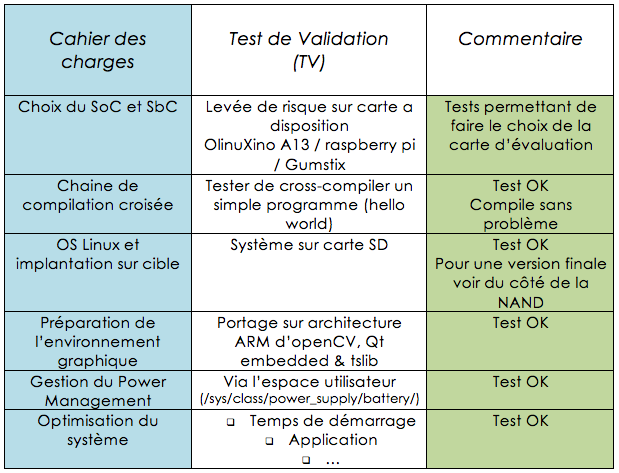 Cahier des
charges
Test de Validation
(TV)
Commentaire
Choix du SoC et SbC
Levée de risque sur carte a
disposition
OlinuXino A13 / raspberry pi
/ Gumstix
Tests permettant de
faire le choix de la
carte d'évaluation
Chaine de
compilation croisée
Tester de cross-compiler un
simple programme (hello
world)
Test OK
Compile sans
problème
OS Linux et
implantation sur cible
Système sur carte SD
Test OK
Pour une version finale
voir du côté de la
NAND
Préparation de
l'environnement
graphique
Portage sur architecture
ARM d'openCV, Qt
embedded & tslib
Test OK
Gestion du Power
Management
Via l'espace utilisateur
(/sys/class/power_supply/battery/)
Test OK
Optimisation du
système
❑ Temps de démarrage
❑ Application
❑ ...
Test OK